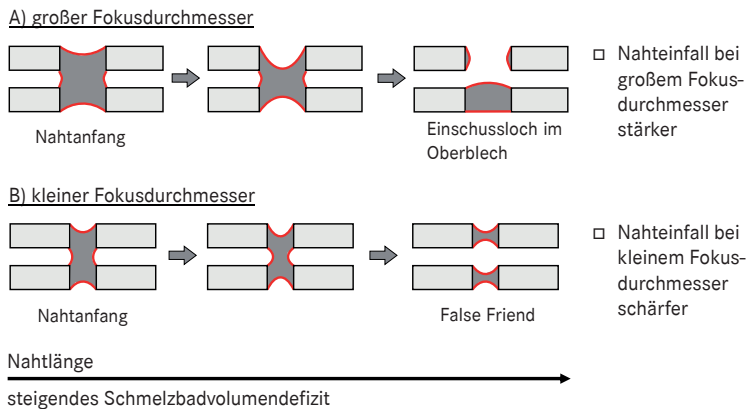 A) großer Fokusdurchmesser
Nahtanfang
Einschussloch im
Oberblech
□ Nahteinfall bei
großem Fokus-
durchmesser
stärker
B) kleiner Fokusdurchmesser
Nahtanfang
False Friend
□ Nahteinfall bei
kleinem Fokus-
durchmesser
schärfer
Nahtlänge
steigendes Schmelzbadvolumendefizit